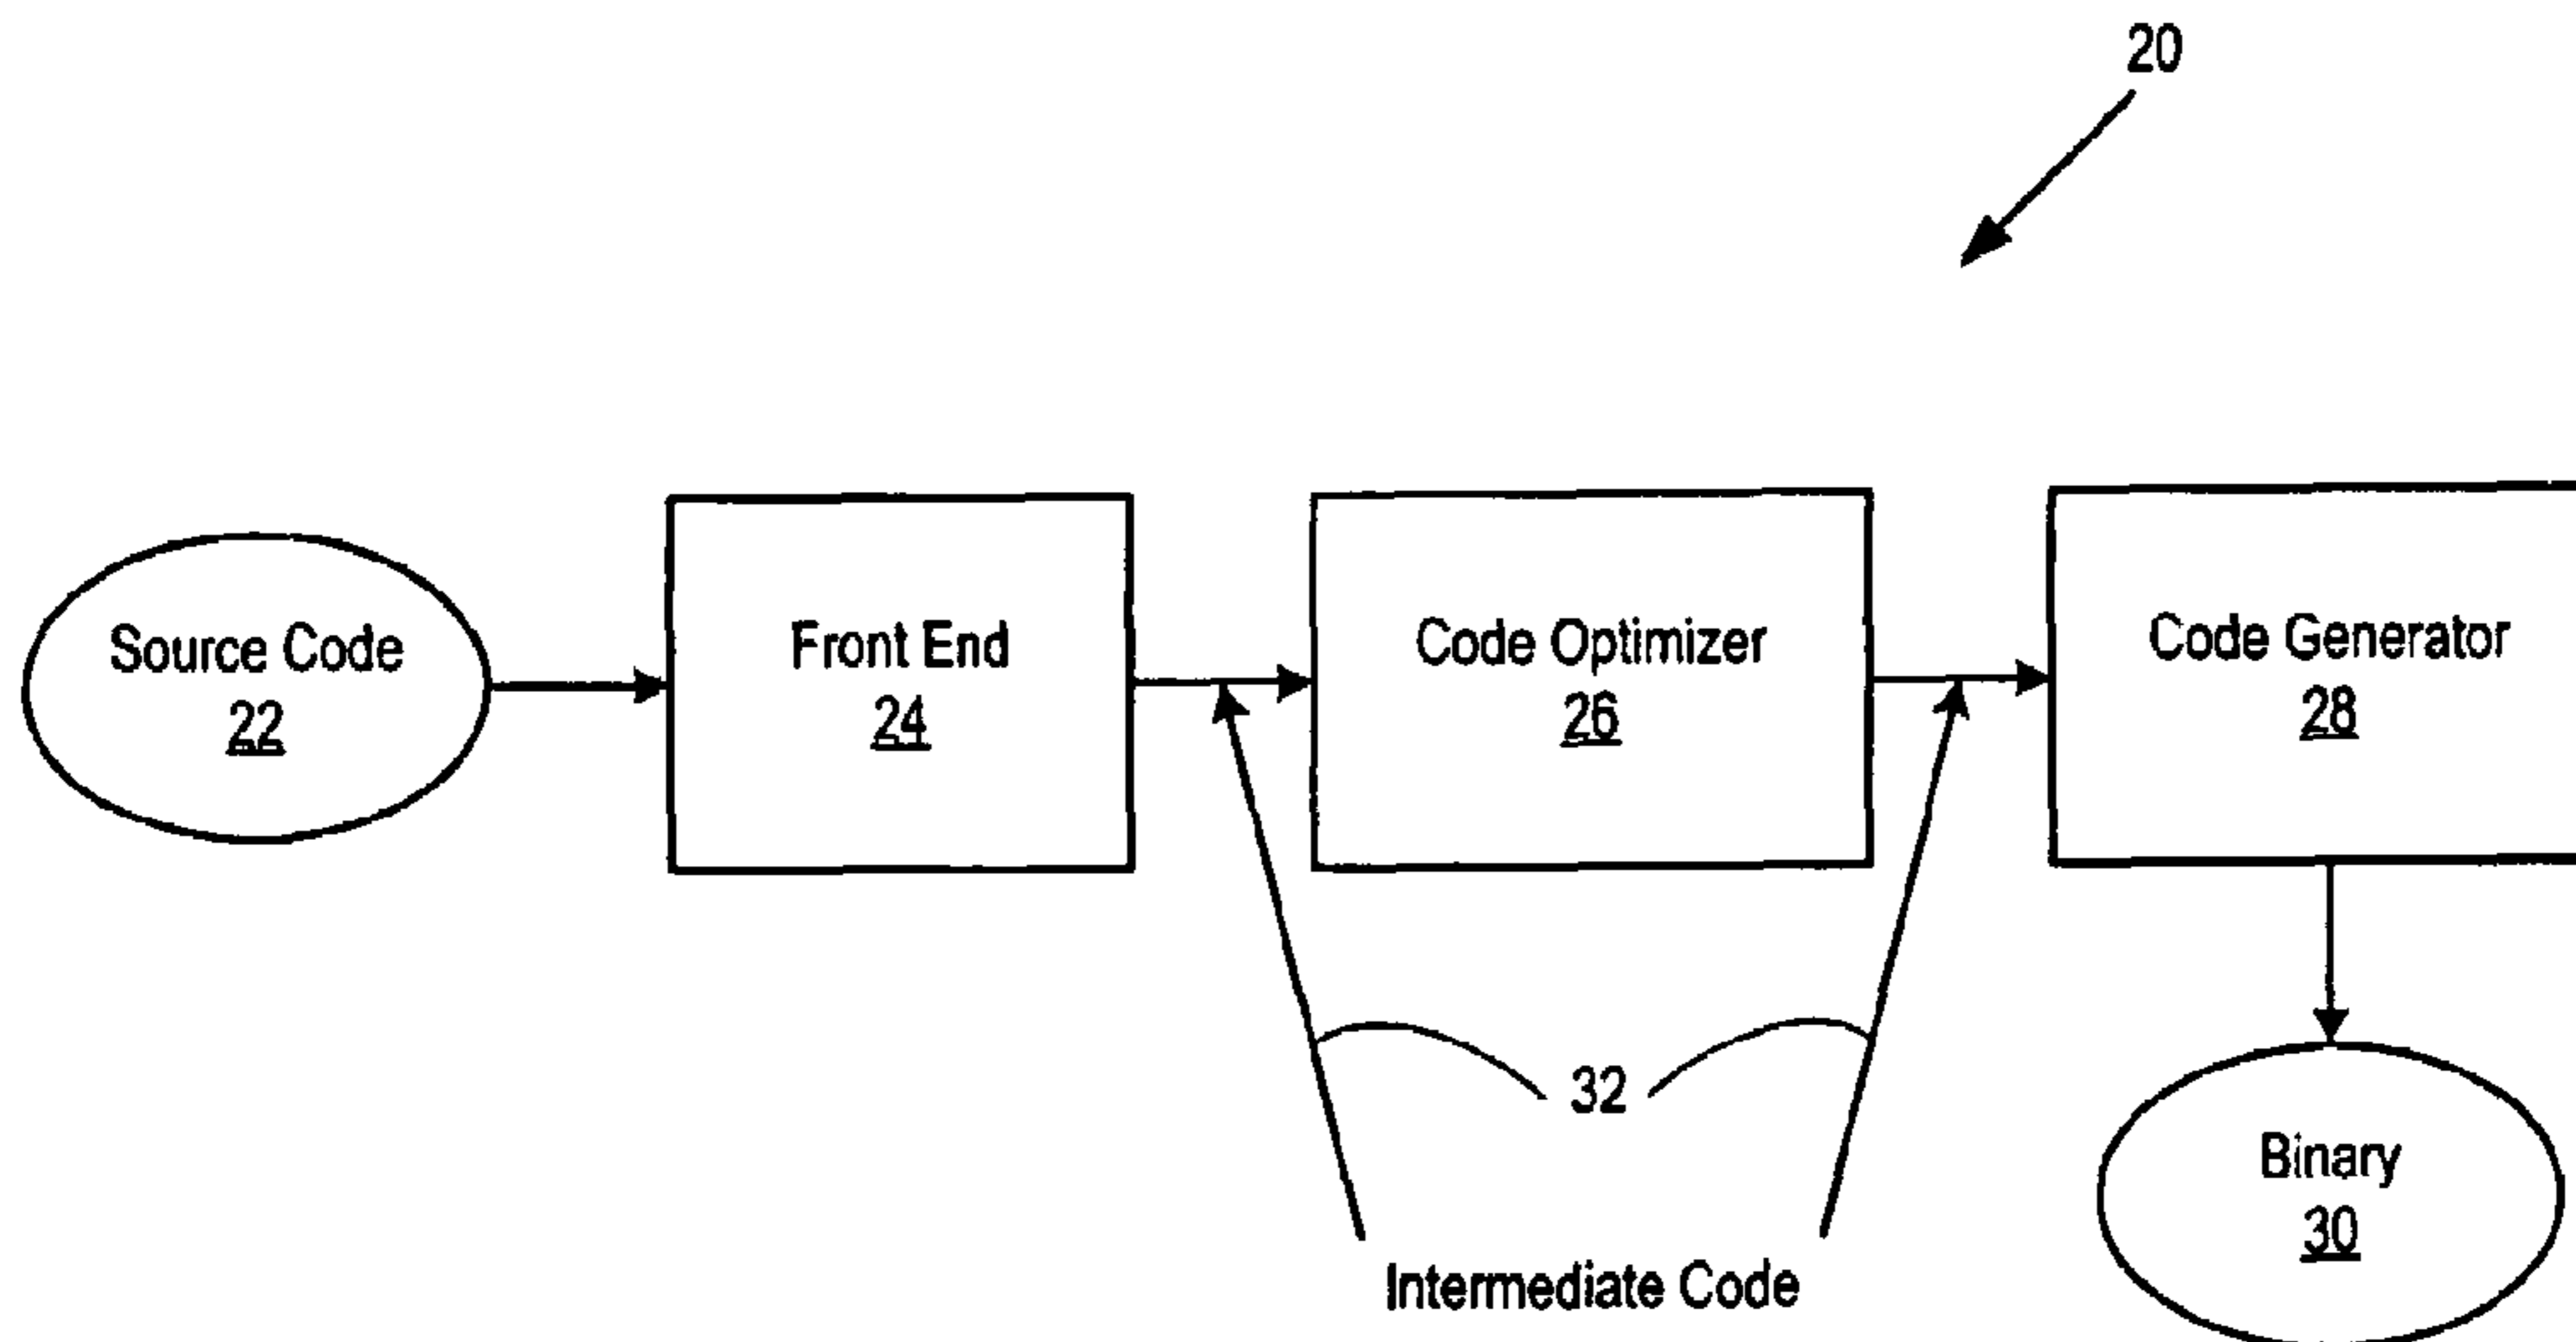 20
Source Code
22
Front End
24
Code Optimizer
26
Code Generator
28
32
Intermediate Code
Binary
30